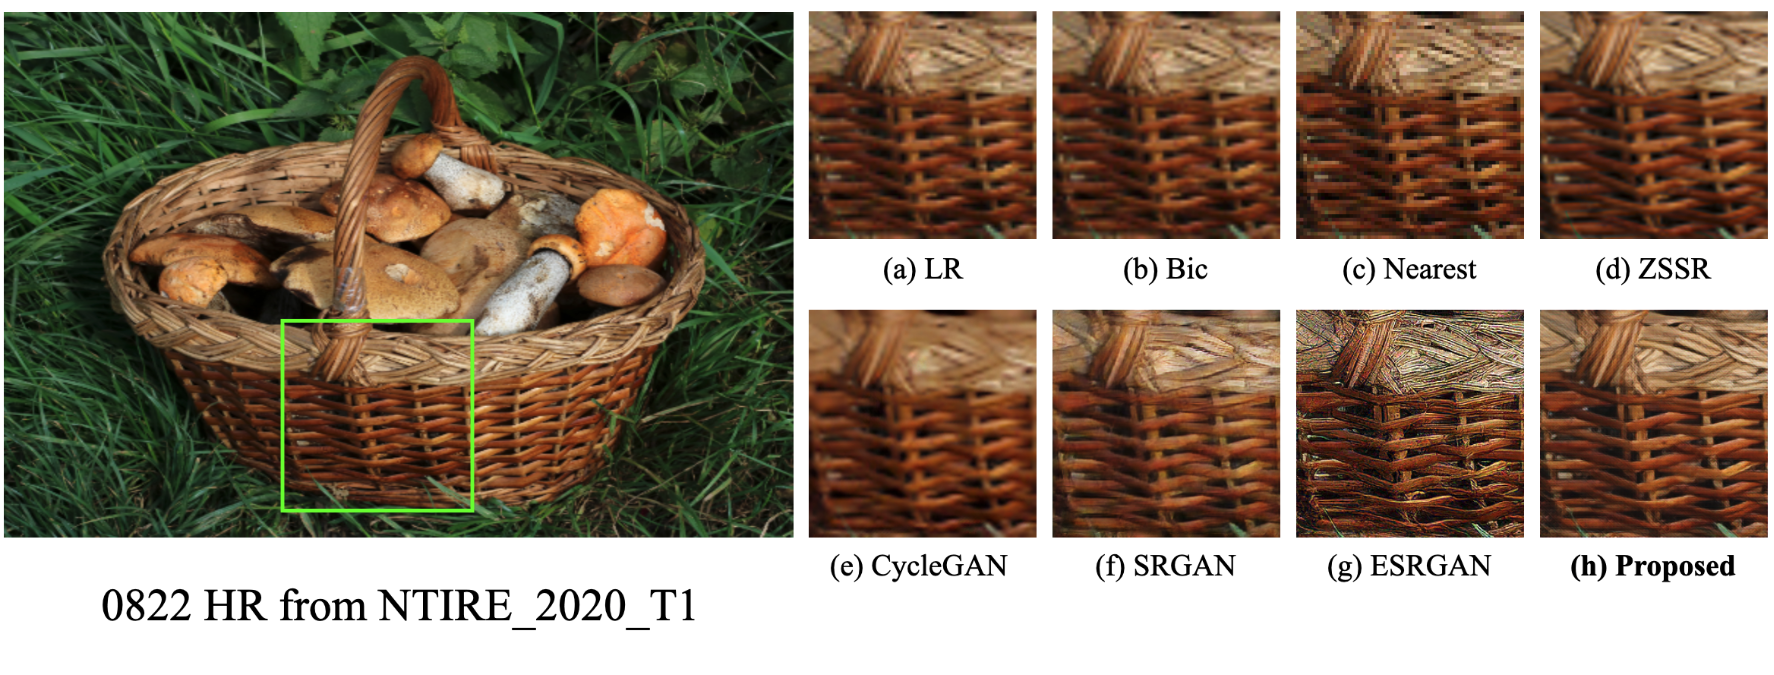 (a) LR
(b) Bic
(c) Nearest
(d) ZSSR
(e) CycleGAN
(f) SRGAN
(g) ESRGAN
(h) Proposed
0822 HR from NTIRE_2020_T1